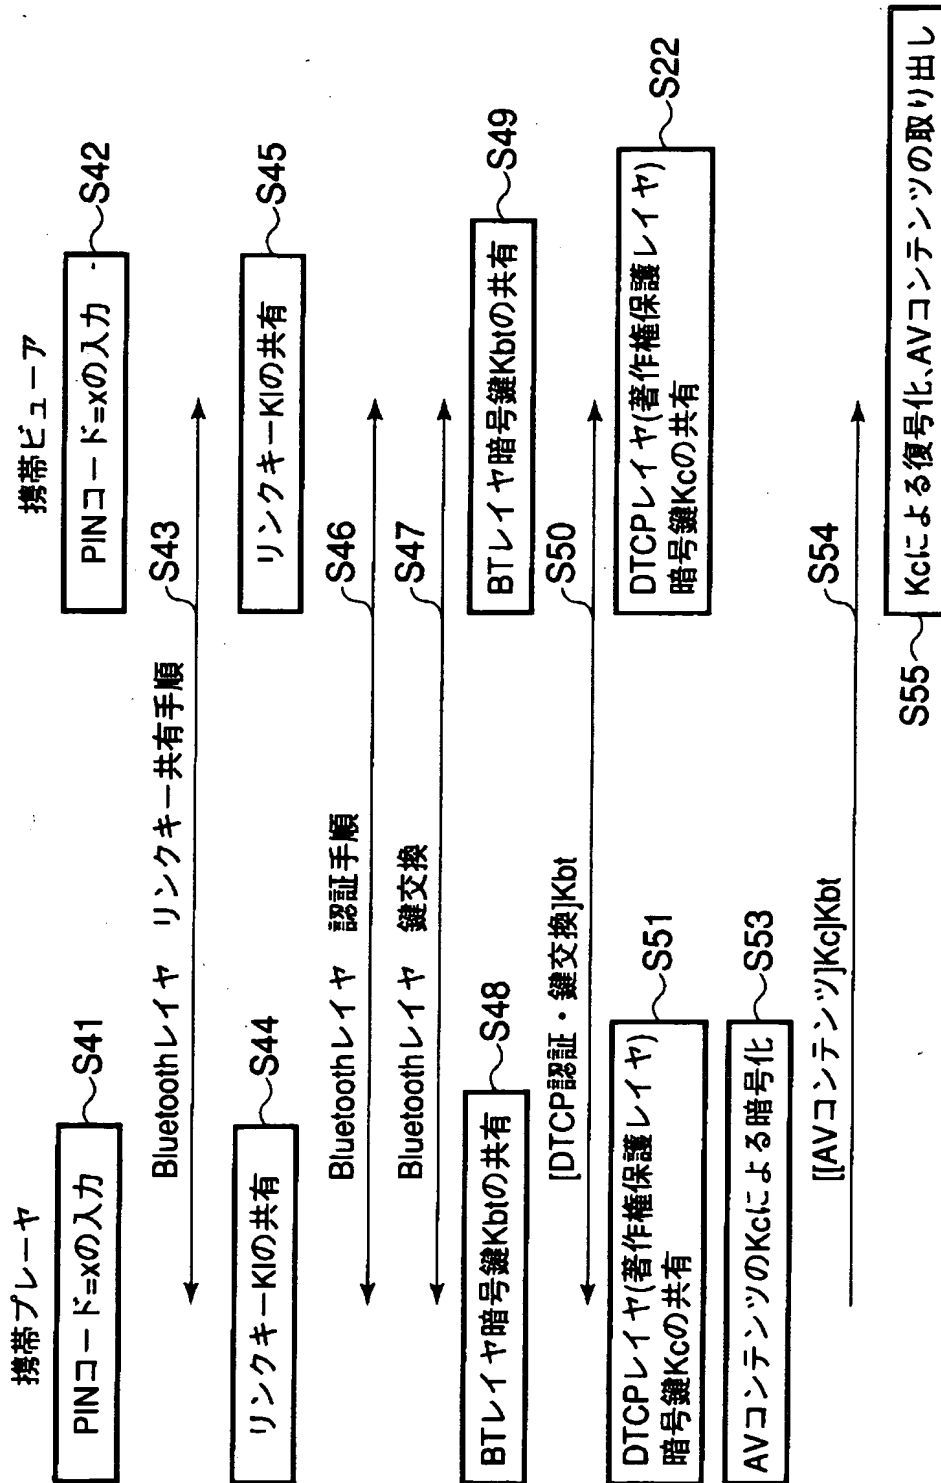 携帯プレーヤ
携帯ビューア
PINコード=xの入力
S41
PINコード=xの入力
S42
Bluetoothレイヤ リンクキー共有手順
S43
リンクキーKlの共有
S44
リンクキーKlの共有
S45
Bluetoothレイヤ 認証手順
S46
Bluetoothレイヤ 鍵交換
S47
BTレイヤ暗号鍵Kbtの共有
S48
BTレイヤ暗号鍵Kbtの共有
S49
[DTCP認証・鍵交換]Kbt
S50
DTCPレイヤ(著作権保護レイヤ)
暗号鍵Kcの共有
S51
DTCPレイヤ(著作権保護レイヤ)
暗号鍵Kcの共有
S22
AVコンテンツのKcによる暗号化
S53
[[AVコンテンツ]Kc]Kbt
S54
S55
Kcによる復号化、AVコンテンツの取り出し